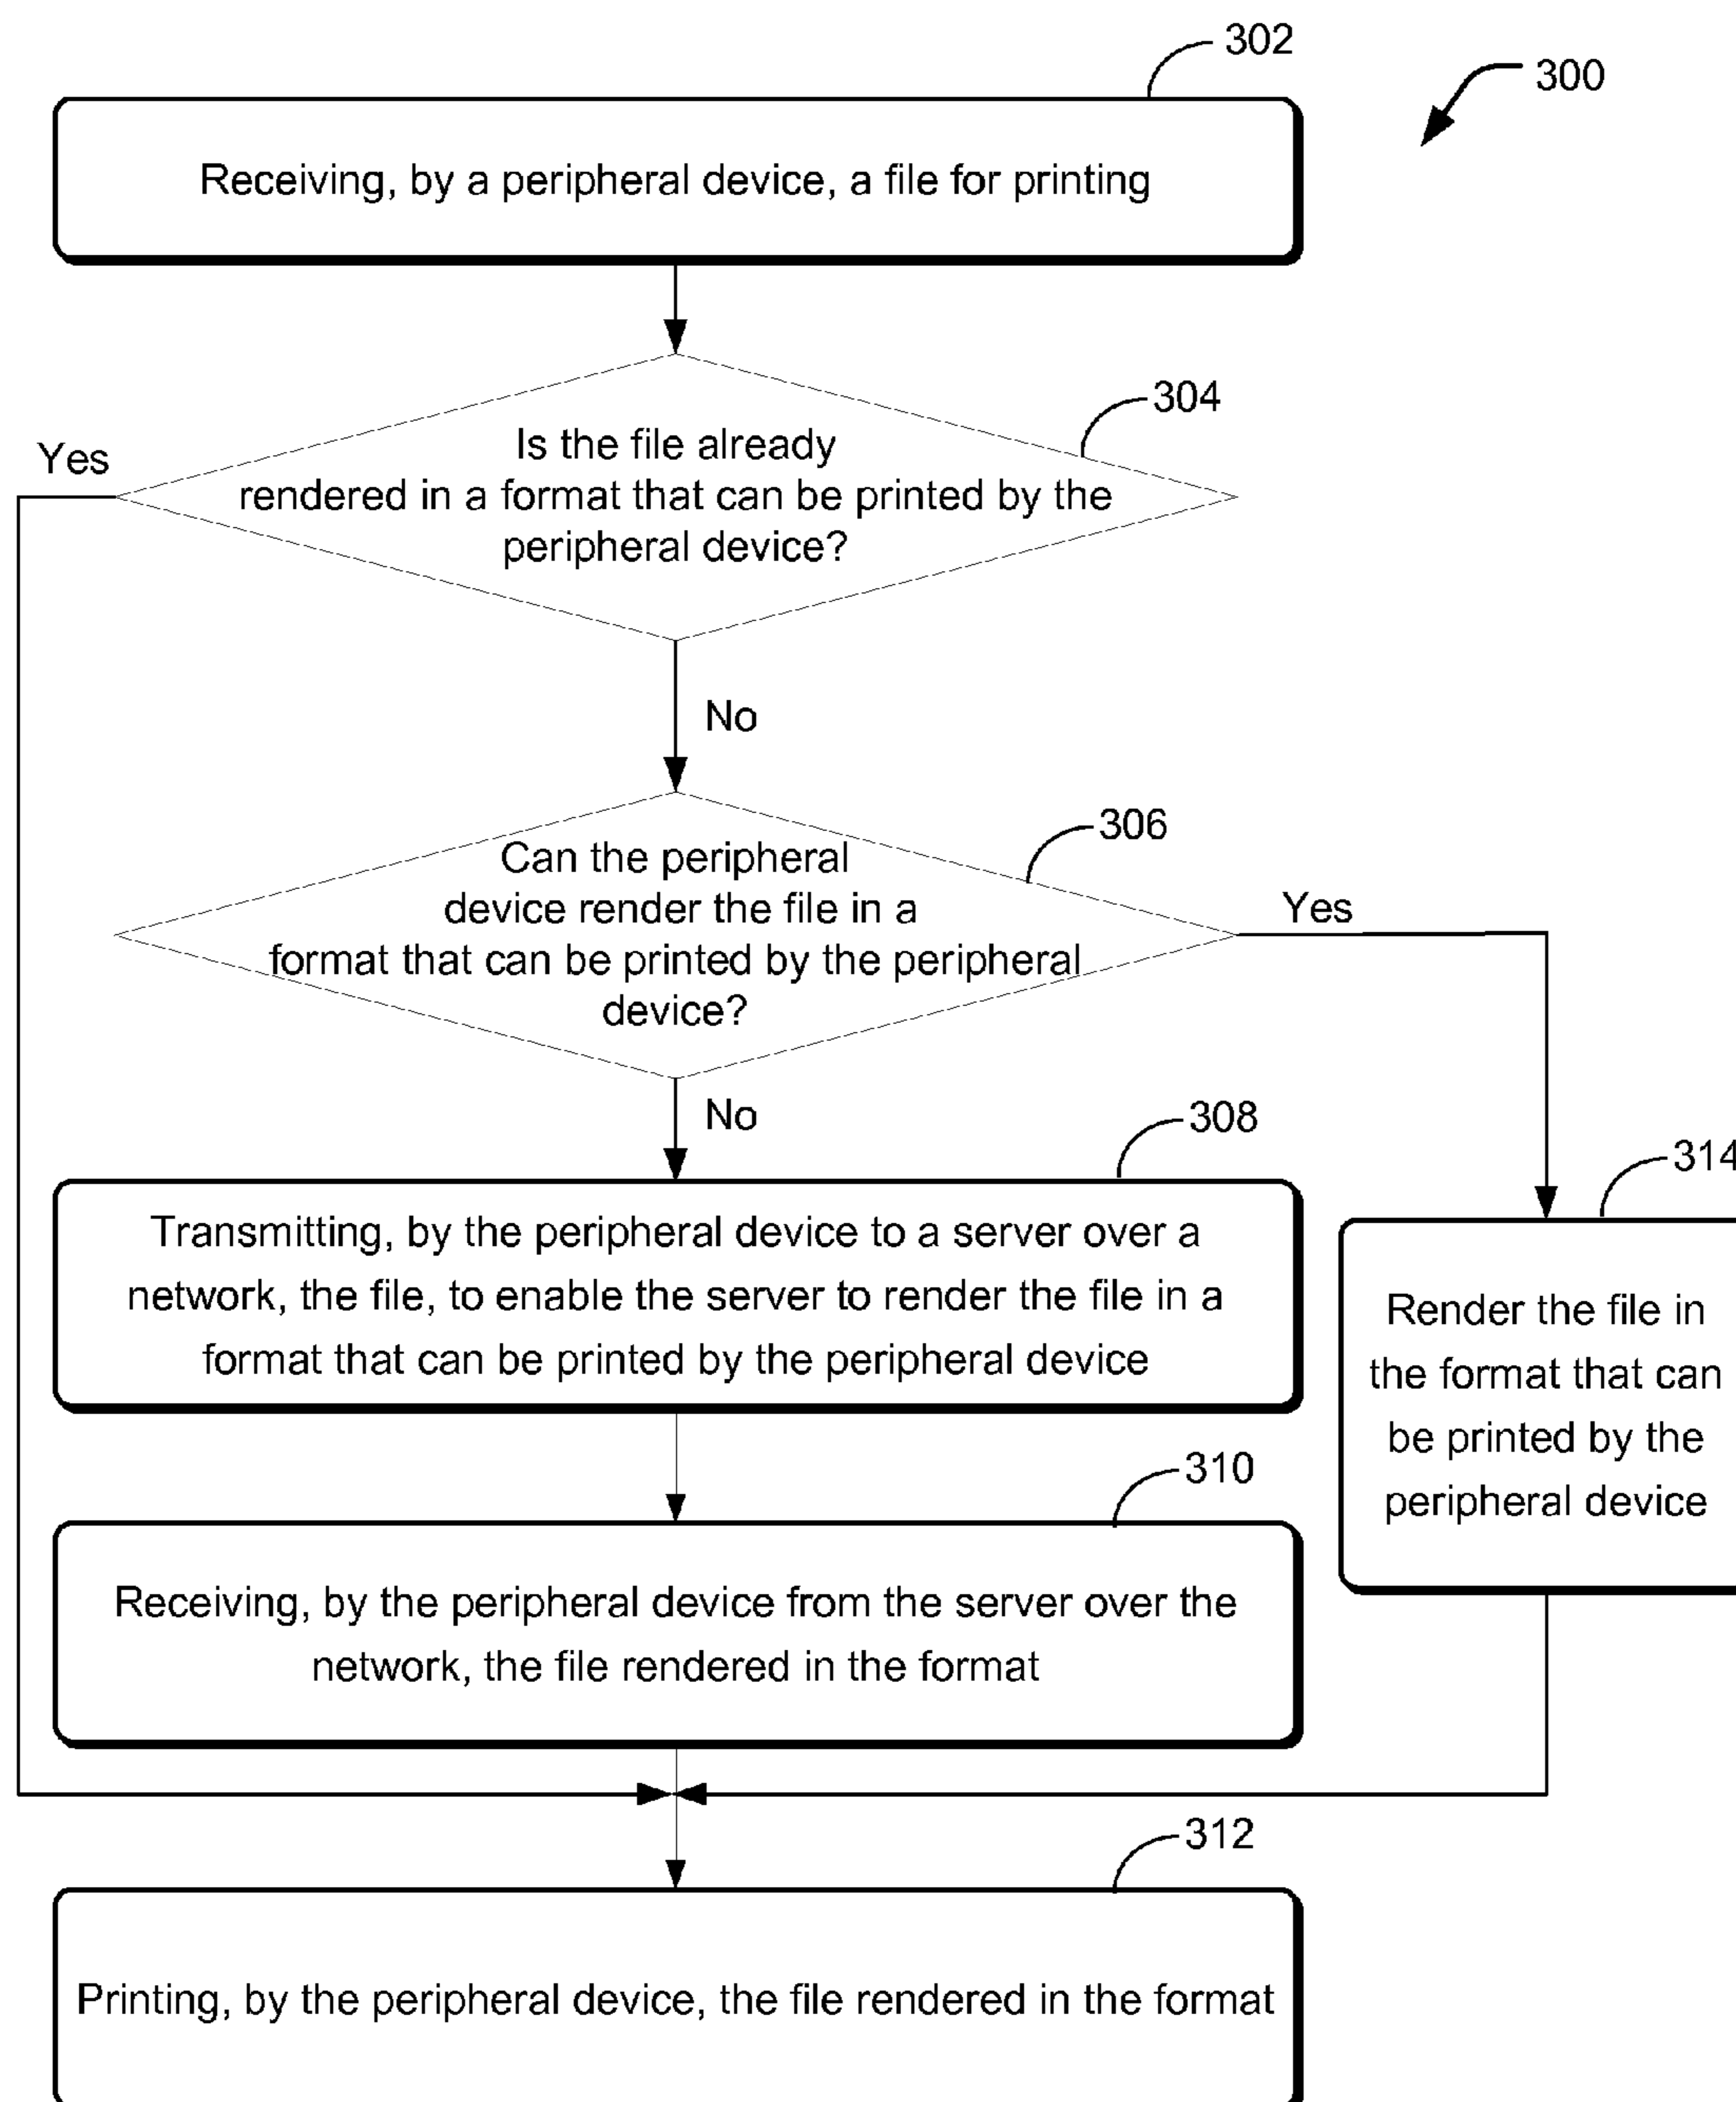 302
300
Receiving, by a peripheral device, a file for printing
304
Is the file already
Yes
rendered in a format that can be printed by the
peripheral device?
No
306
Can the peripheral
device render the file in a
Yes
format that can be printed by the peripheral
device?
No
308
314
Transmitting, by the peripheral device to a server over a
network, the file, to enable the server to render the file in a
format that can be printed by the peripheral device
Render the file in
the format that can
be printed by the
peripheral device
310
Receiving, by the peripheral device from the server over the
network, the file rendered in the format
312
Printing, by the peripheral device, the file rendered in the format